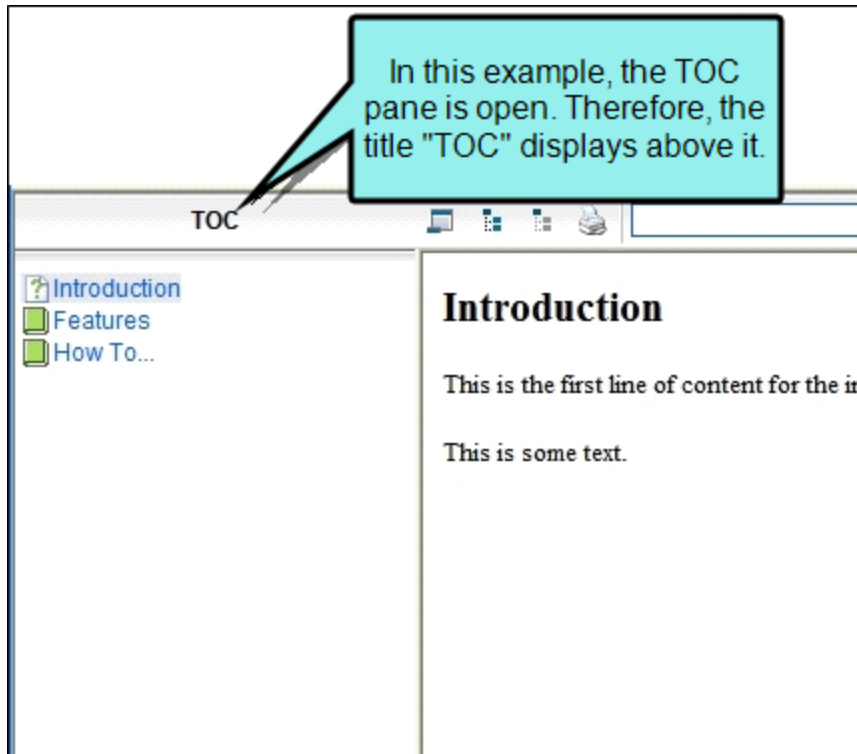 In this example, the TOC
pane is open. Therefore, the
title "TOC" displays above it.
TOC
Introduction
Features
How To...
Introduction
This is the first line of content for the
This is some text.